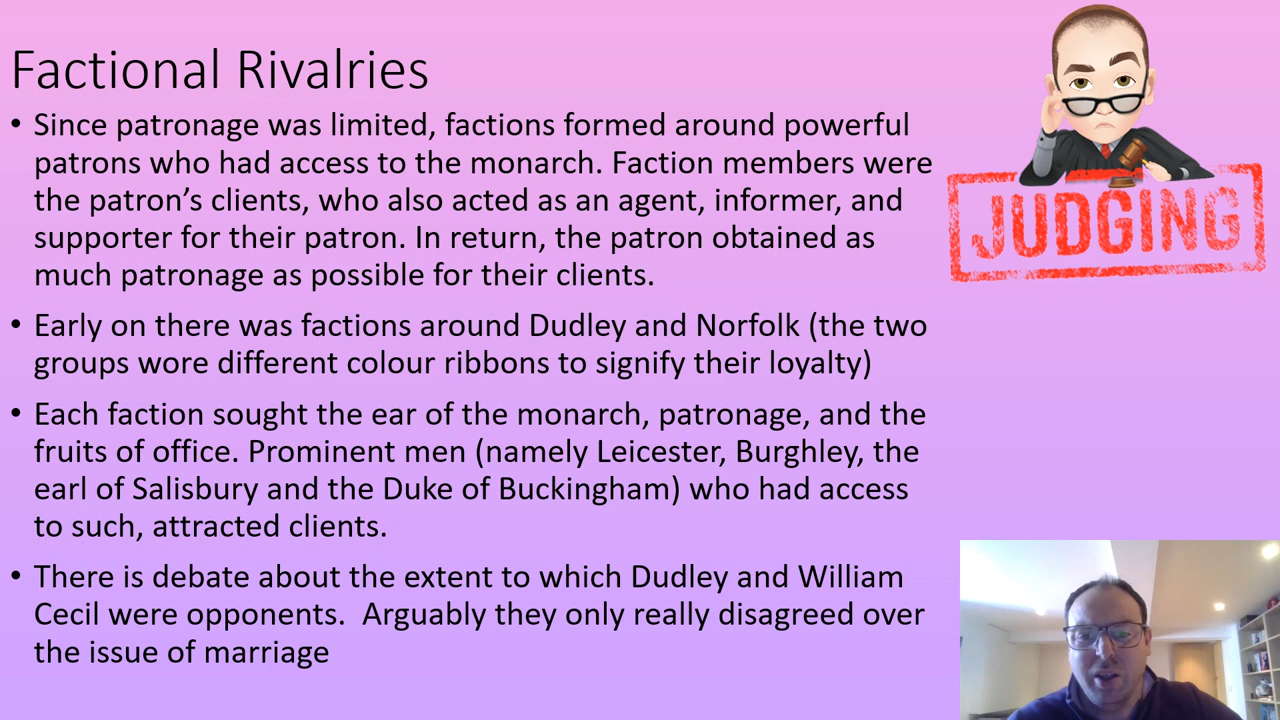 Factional Rivalries
• Since patronage was limited, factions formed around powerful
patrons who had access to the monarch. Faction members were
the patron’s clients, who also acted as an agent, informer, and
supporter for their patron. In return, the patron obtained as
much patronage as possible for their clients.
• Early on there was factions around Dudley and Norfolk (the two
groups wore different colour ribbons to signify their loyalty)
• Each faction sought the ear of the monarch, patronage, and the
fruits of office. Prominent men (namely Leicester, Burghley, the
earl of Salisbury and the Duke of Buckingham) who had access
to such, attracted clients.
• There is debate about the extent to which Dudley and William
Cecil were opponents.  Arguably they only really disagreed over
the issue of marriage
JUDGING